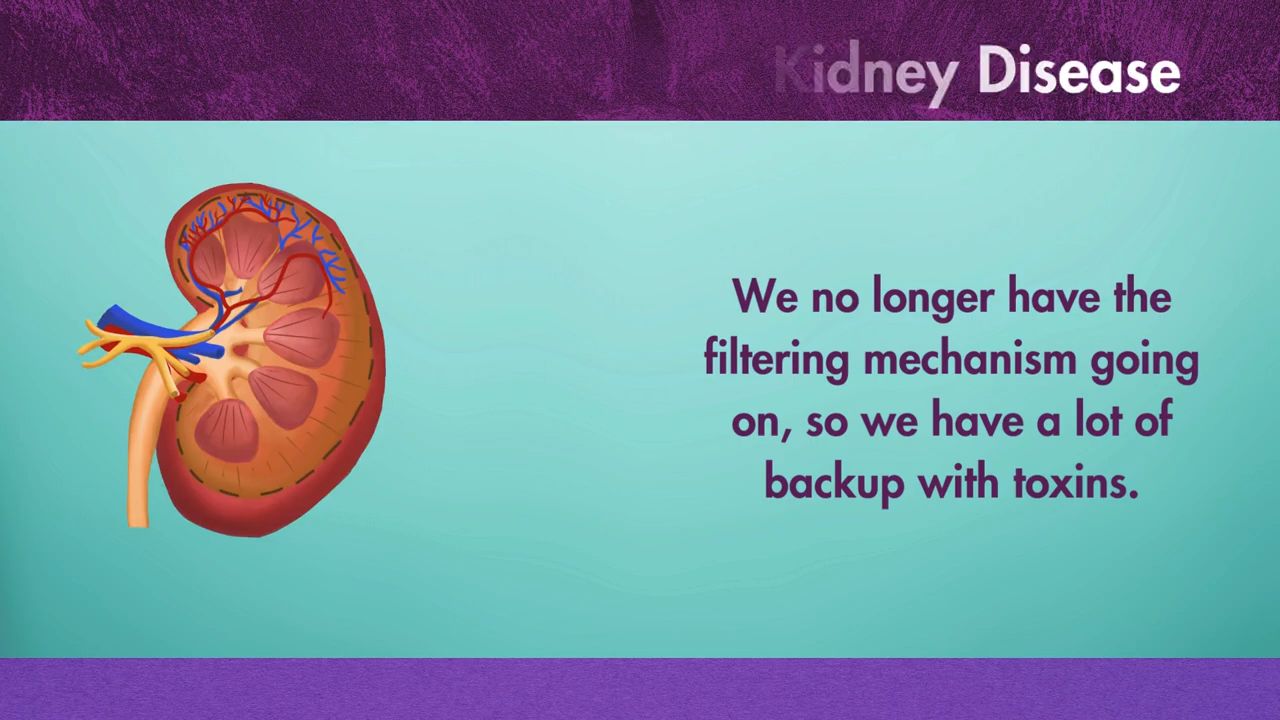 Kidney Disease
We no longer have the
filtering mechanism going
on, so we have a lot of
backup with toxins.